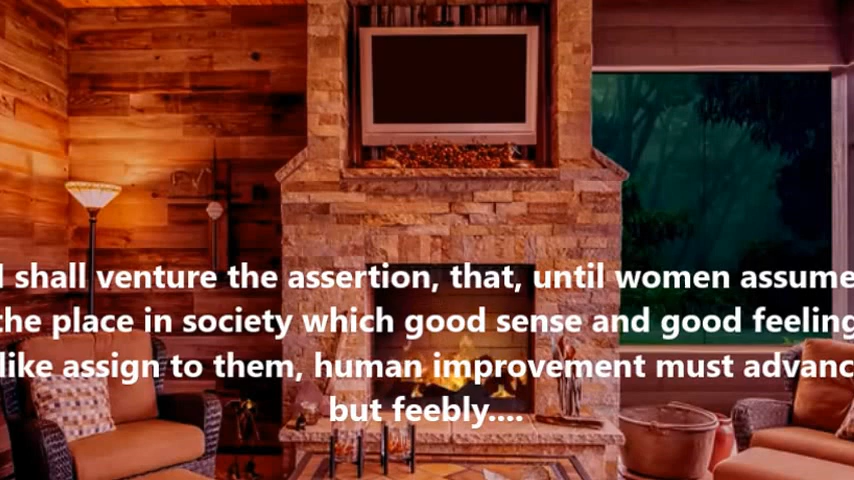 I shall venture the assertion, that, until women assume
the place in society which good sense and good feeling
like assign to them, human improvement must advanc
but feebly....